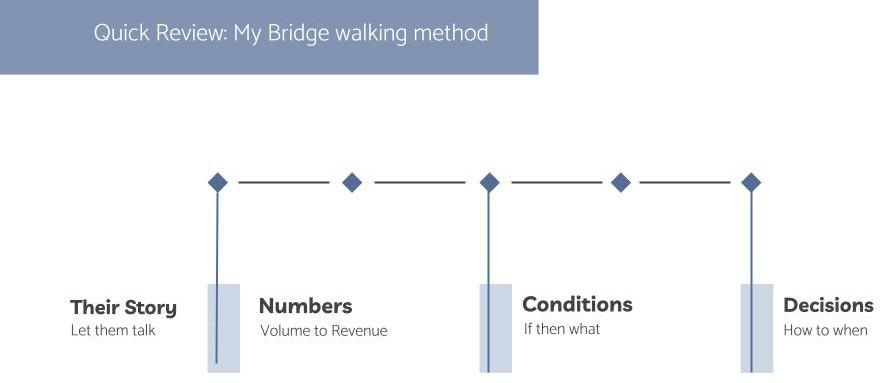 Quick Review: My Bridge walking method
Their Story
Let them talk
Numbers
Volume to Revenue
Conditions
If then what
Decisions
How to when